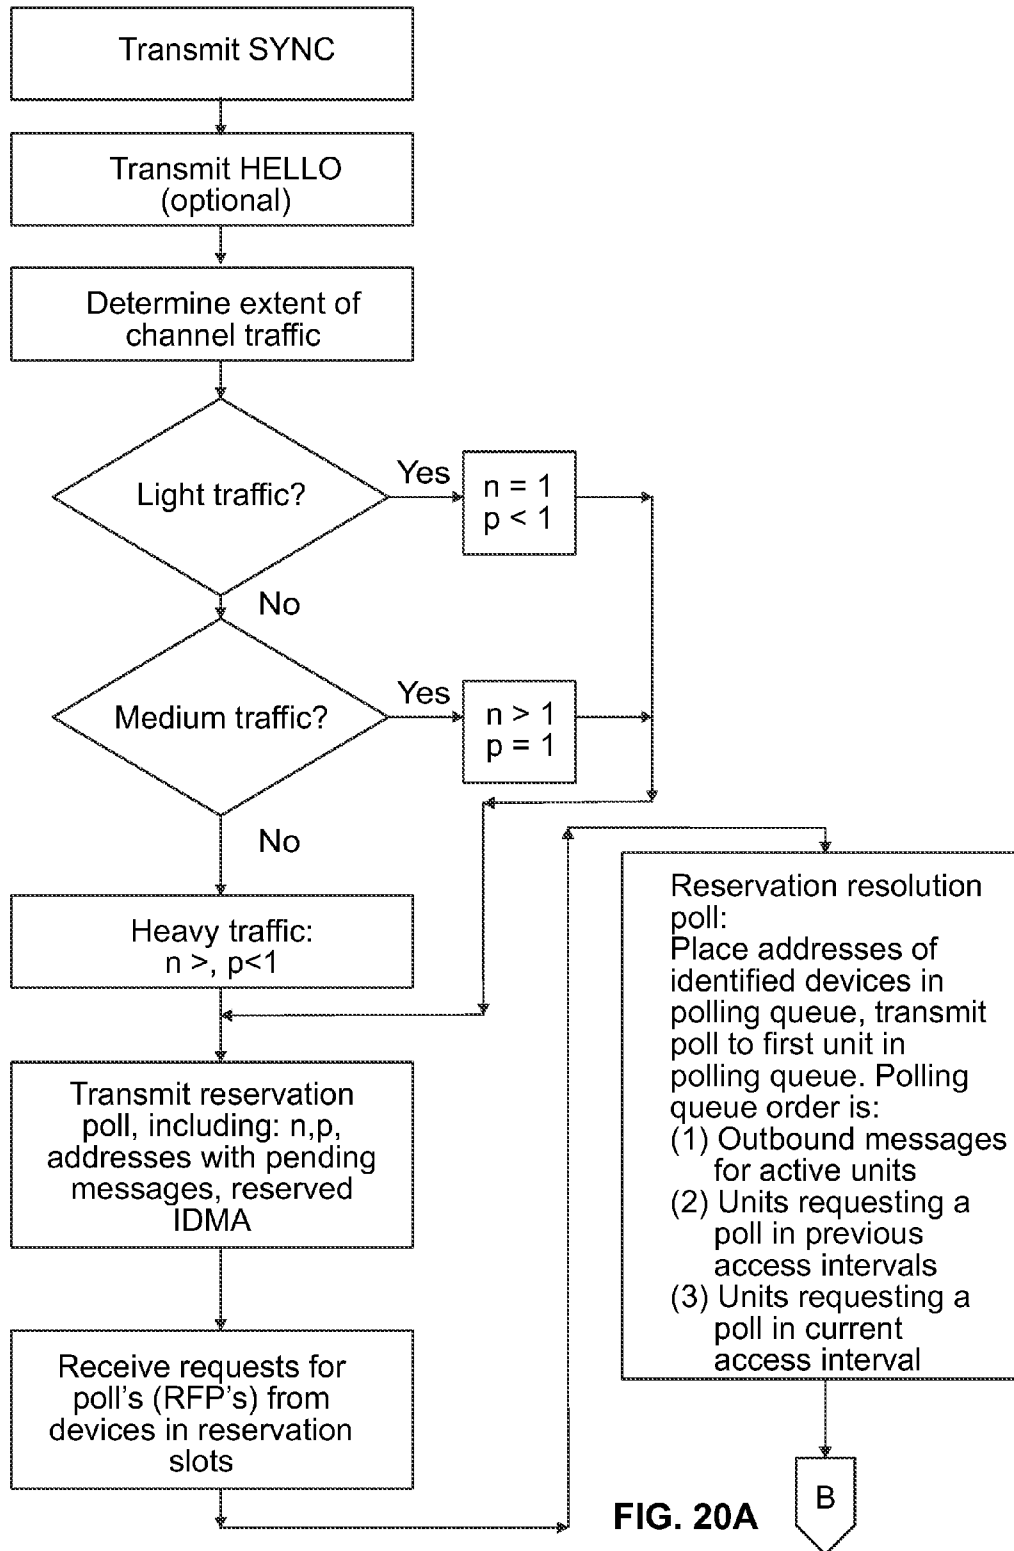 Transmit SYNC
Transmit HELLO
(optional)
Determine extent of
channel traffic
Light traffic?
Yes
n = 1
p < 1
No
Medium traffic?
Yes
n > 1
p = 1
No
Heavy traffic:
n >, p<1
Transmit reservation
poll, including: n,p,
addresses with pending
messages, reserved
IDMA
Receive requests for
poll's (RFP's) from
devices in reservation
slots
Reservation resolution
poll:
Place addresses of
identified devices in
polling queue, transmit
poll to first unit in
polling queue. Polling
queue order is:
(1) Outbound messages
for active units
(2) Units requesting a
poll in previous
access intervals
(3) Units requesting a
poll in current
access interval
B
FIG. 20A